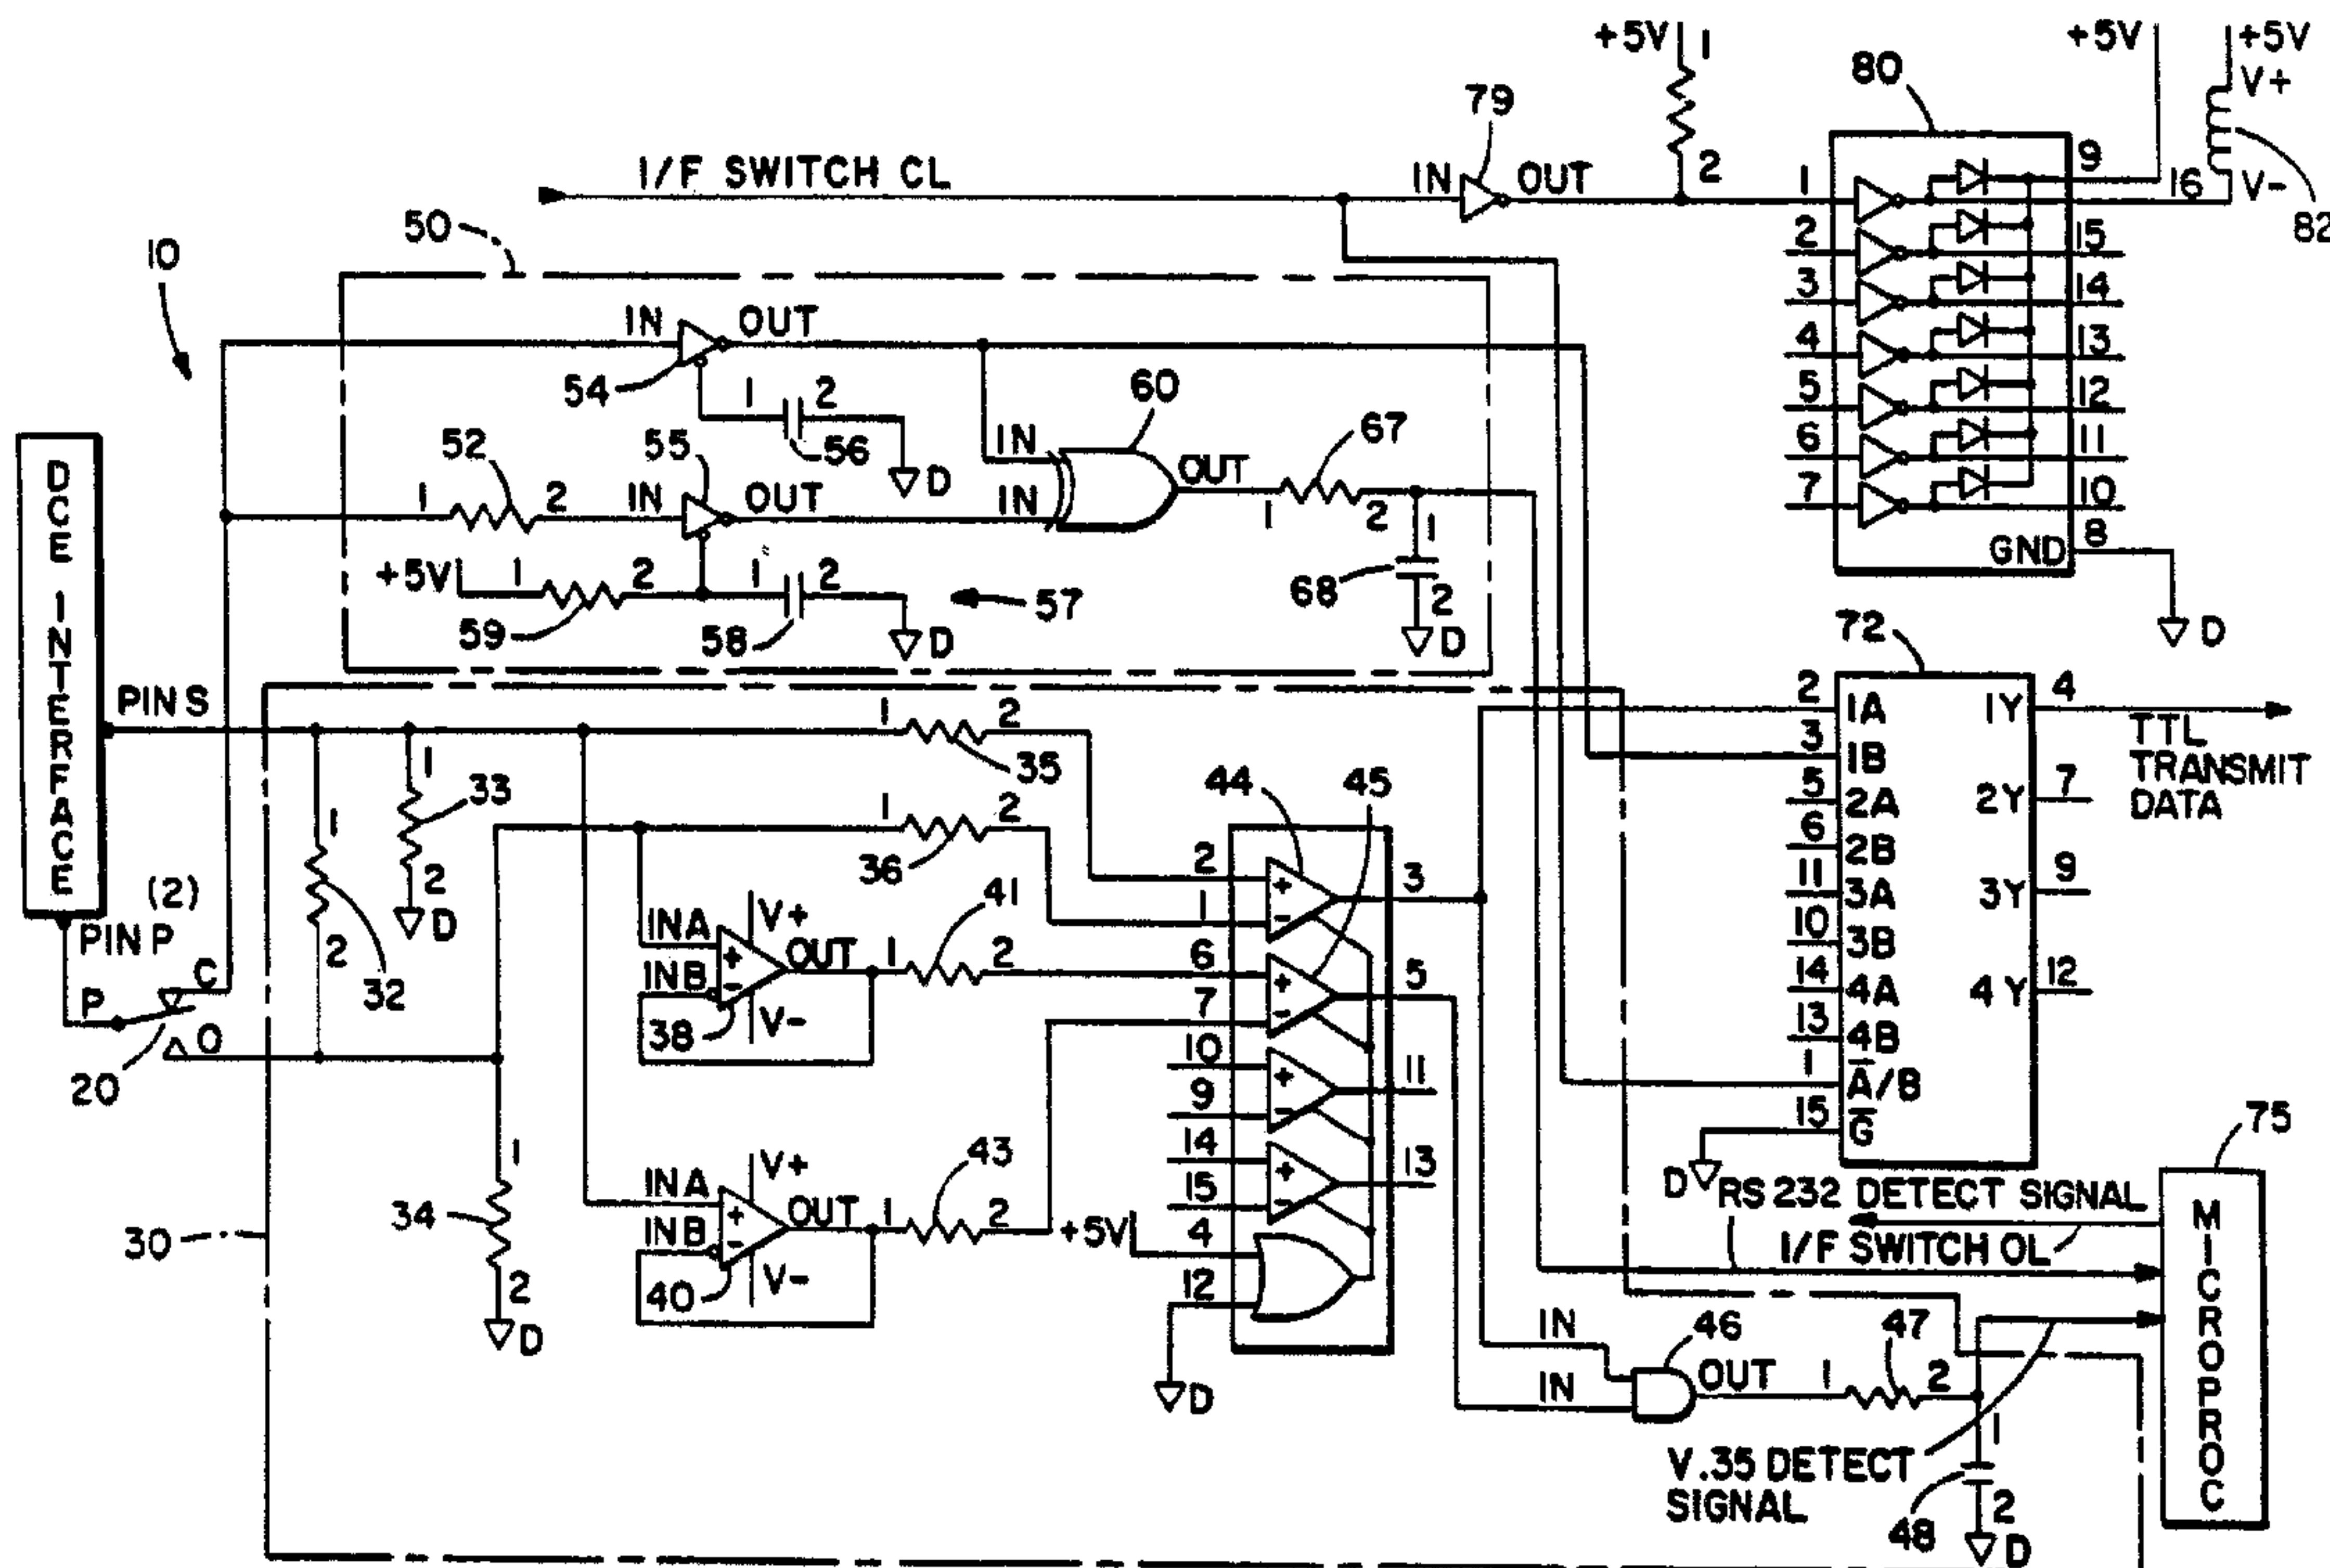 +5V 1
+5V
+5V
V+
80
79
I/F SWITCH CL
IN OUT
2
9
1
16 V-
82
50
2
15
10
3
14
IN OUT
4
13
54
1 2
60
5
12
56
67
IN
6
11
D
52
55
OUT
DCE INTERFACE
1 2 IN OUT
IN
1 2
7
10
D
1
8
GND
+5V 1 2
1 2
57
68
2
59
58
D
D
D
72
PIN S
1 2
2 1A 1Y 4
TTL TRANSMIT DATA
3 1B
35
1
33
44
45
5 2A 2Y 7
1 2
6 2B
1
36
2
11 3A 3Y 9
2
(2)
41
1
3
10 3B
D
PIN P
INA V+
OUT 1 2
6
14 4A 4Y 12
2
INB
5
C
32
7
13 4B
P
38 V-
10
1 A̅/B
O
11
20
9
15 G̅
75
1
INA V+
14
13
D
RS 232 DETECT SIGNAL
34
OUT 1 2
43
15
MICROPROC
30
INB
+5V 4
I/F SWITCH OL
2
40 V-
12
D
IN
46
47
D
OUT 1 2
IN
1
V.35 DETECT
SIGNAL
48
2
D